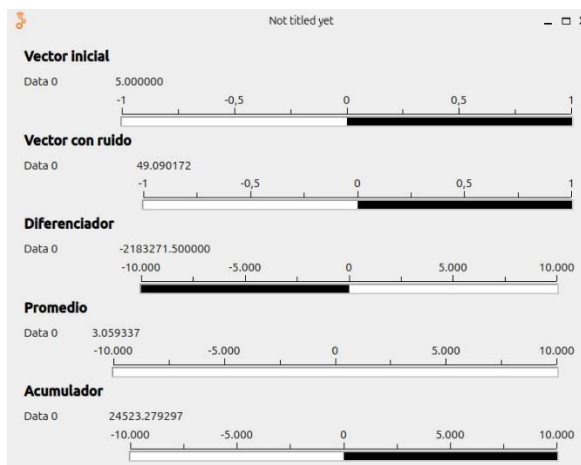 Not titled yet
Vector inicial
Data 0 5.000000
-1 -0,5 0 0,5 1
Vector con ruido
Data 0 49.090172
-1 -0,5 0 0,5 1
Diferenciador
Data 0 -2183271.500000
-10.000 -5.000 0 5.000 10.000
Promedio
Data 0 3.059337
-10.000 -5.000 0 5.000 10.000
Acumulador
Data 0 24523.279297
-10.000 -5.000 0 5.000 10.000